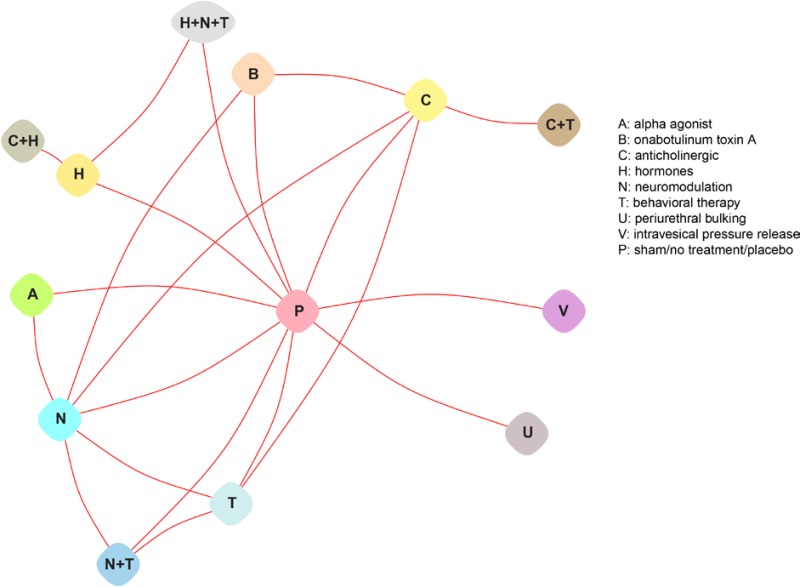 H+N+T
B
C
C+T
C+H
H
A
P
V
N
U
T
N+T
A: alpha agonist
B: onabotulinum toxin A
C: anticholinergic
H: hormones
N: neuromodulation
T: behavioral therapy
U: periurethral bulking
V: intravesical pressure release
P: sham/no treatment/placebo